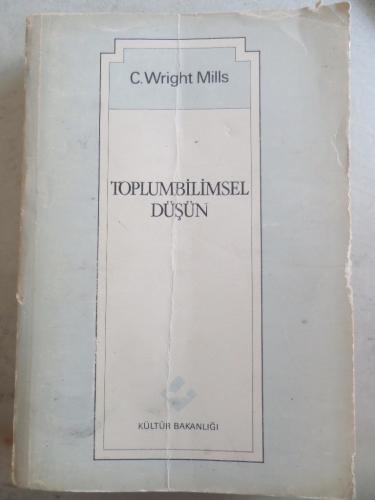 C. Wright Mills
TOPLUMBİLİMSEL
DÜŞÜN
KÜLTÜR BAKANLIĞI